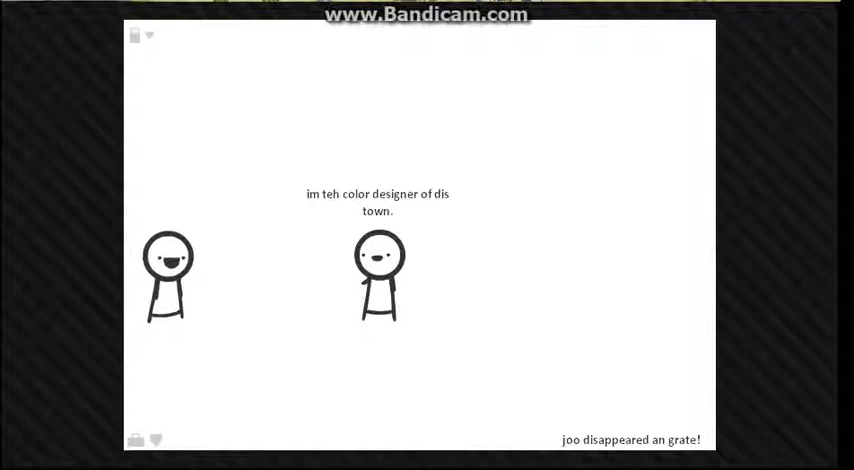 www.Bandicam.com
im teh color designer of dis
town.
joo disappeared an grate!